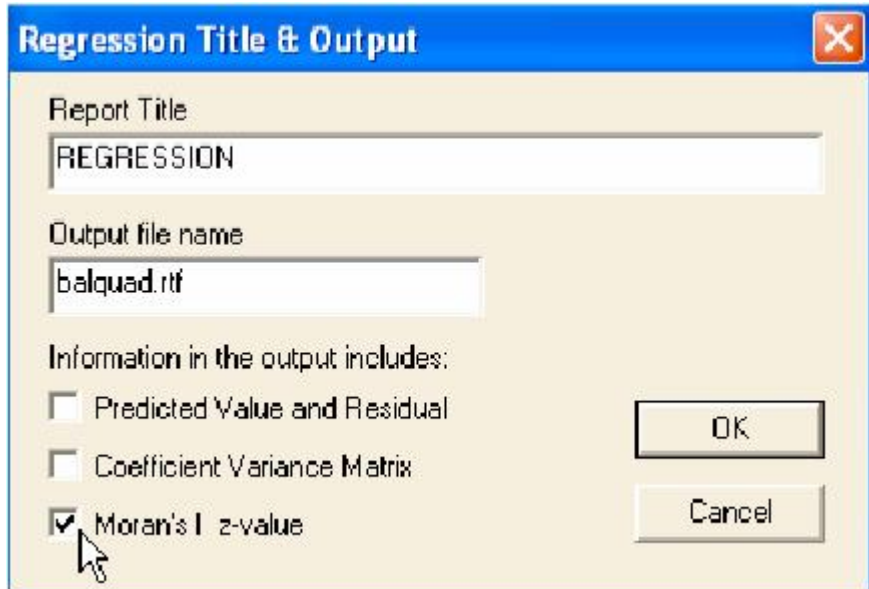 Regression Title & Output
Report Title
REGRESSION
Output file name
balquad.rtf
Information in the output includes:
Predicted Value and Residual
Coefficient Variance Matrix
Moran's I z-value
OK
Cancel